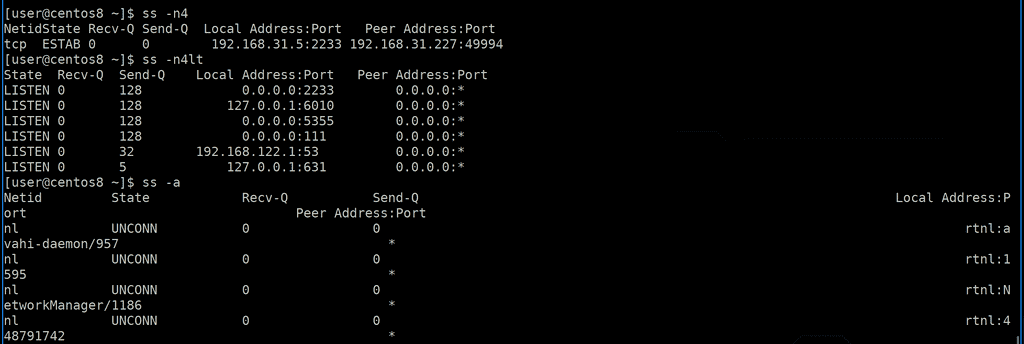 [user@centos8 ~]$ ss -n4
NetidState Recv-Q Send-Q  Local Address:Port   Peer Address:Port
tcp  ESTAB 0      0        192.168.31.5:2233 192.168.31.227:49994
[user@centos8 ~]$ ss -n4lt
State  Recv-Q  Send-Q    Local Address:Port   Peer Address:Port
LISTEN 0       128             0.0.0.0:2233        0.0.0.0:*
LISTEN 0       128           127.0.0.1:6010        0.0.0.0:*
LISTEN 0       128             0.0.0.0:5355        0.0.0.0:*
LISTEN 0       128             0.0.0.0:111         0.0.0.0:*
LISTEN 0       32        192.168.122.1:53          0.0.0.0:*
LISTEN 0       5             127.0.0.1:631         0.0.0.0:*
[user@centos8 ~]$ ss -a
Netid         State            Recv-Q           Send-Q                                                              Local Address:P
ort                                   Peer Address:Port
nl            UNCONN           0                0                                                                            rtnl:a
vahi-daemon/957                                   *
nl            UNCONN           0                0                                                                            rtnl:1
595                                               *
nl            UNCONN           0                0                                                                            rtnl:N
etworkManager/1186                                *
nl            UNCONN           0                0                                                                            rtnl:4
48791742                                          *